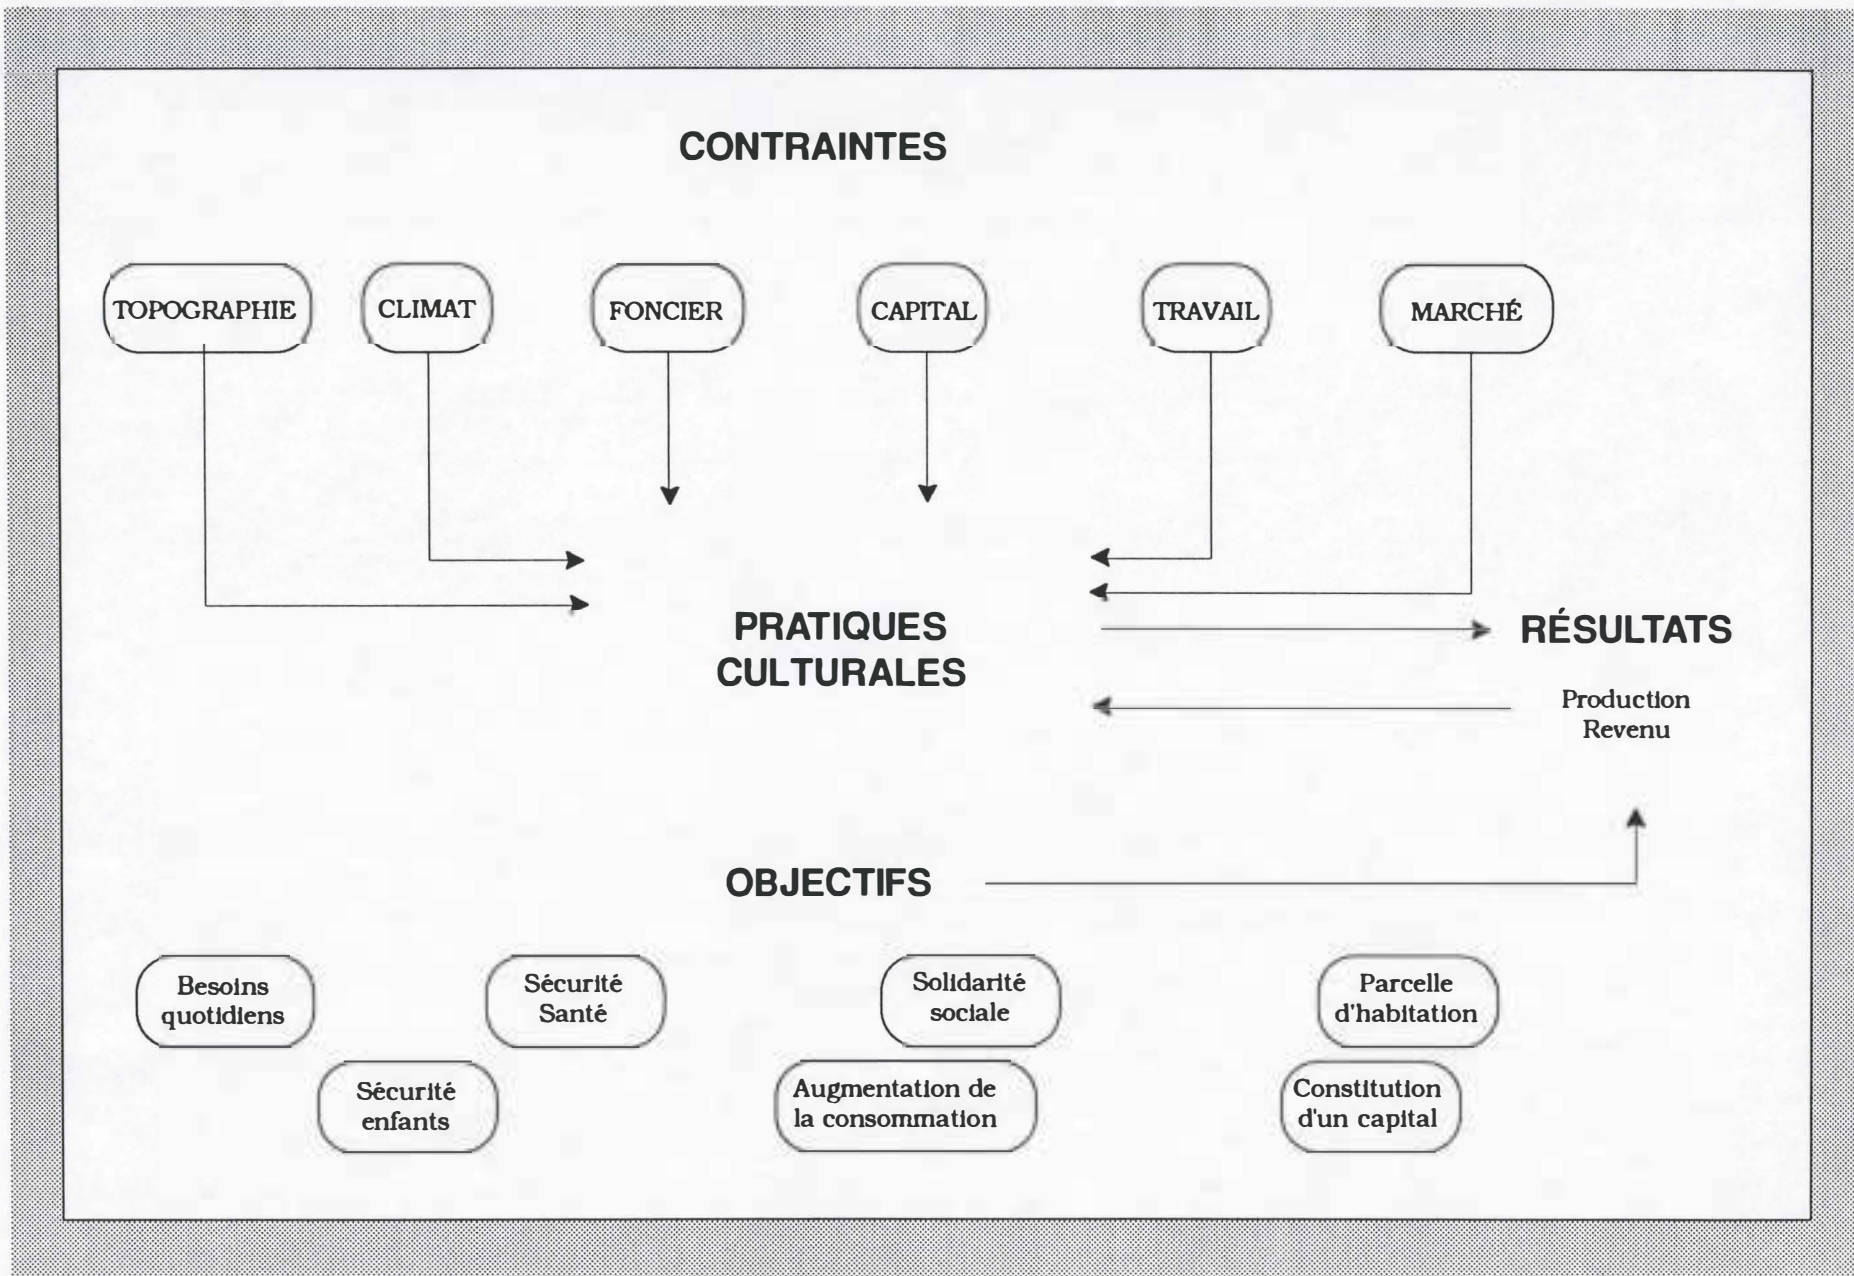 CONTRAINTES
TOPOGRAPHIE
CLIMAT
FONCIER
CAPITAL
TRAVAIL
MARCHÉ
PRATIQUES
CULTURALES
RÉSULTATS
Production
Revenu
OBJECTIFS
Besoins
quotidiens
Sécurité
Santé
Solidarité
sociale
Parcelle
d'habitation
Sécurité
enfants
Augmentation de
la consommation
Constitution
d'un capital